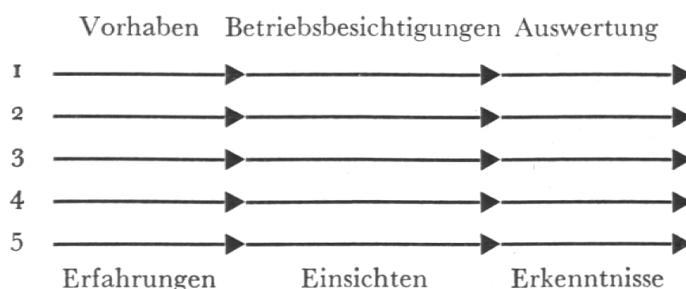 Vorhaben Betriebsbesichtigungen Auswertung
1
2
3
4
5
Erfahrungen Einsichten Erkenntnisse